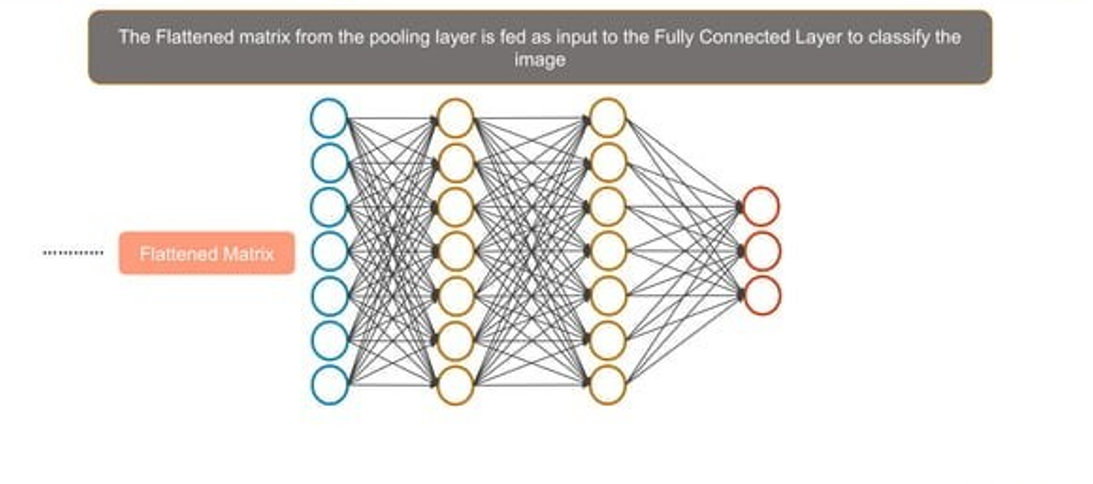 The Flattened matrix from the pooling layer is fed as input to the Fully Connected Layer to classify the
image
Flattened Matrix